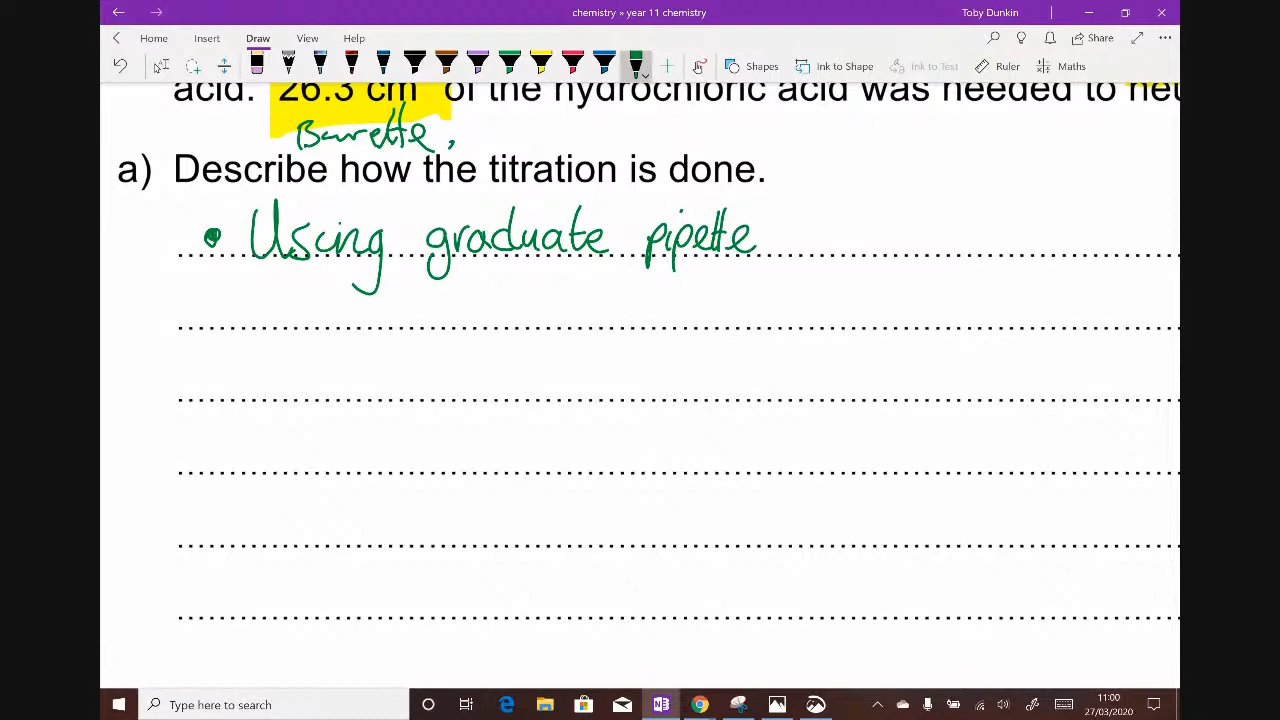 chemistry » year 11 chemistry
Toby Dunkin
Home Insert Draw View Help
Share
Shapes Ink to Shape Ink to Text Ruler Maths
acid. 26.3 cm of the hydrochloric acid was needed to neu
Burette,
a) Describe how the titration is done.
• Using graduate pipette
Type here to search
11:00
27/03/2020